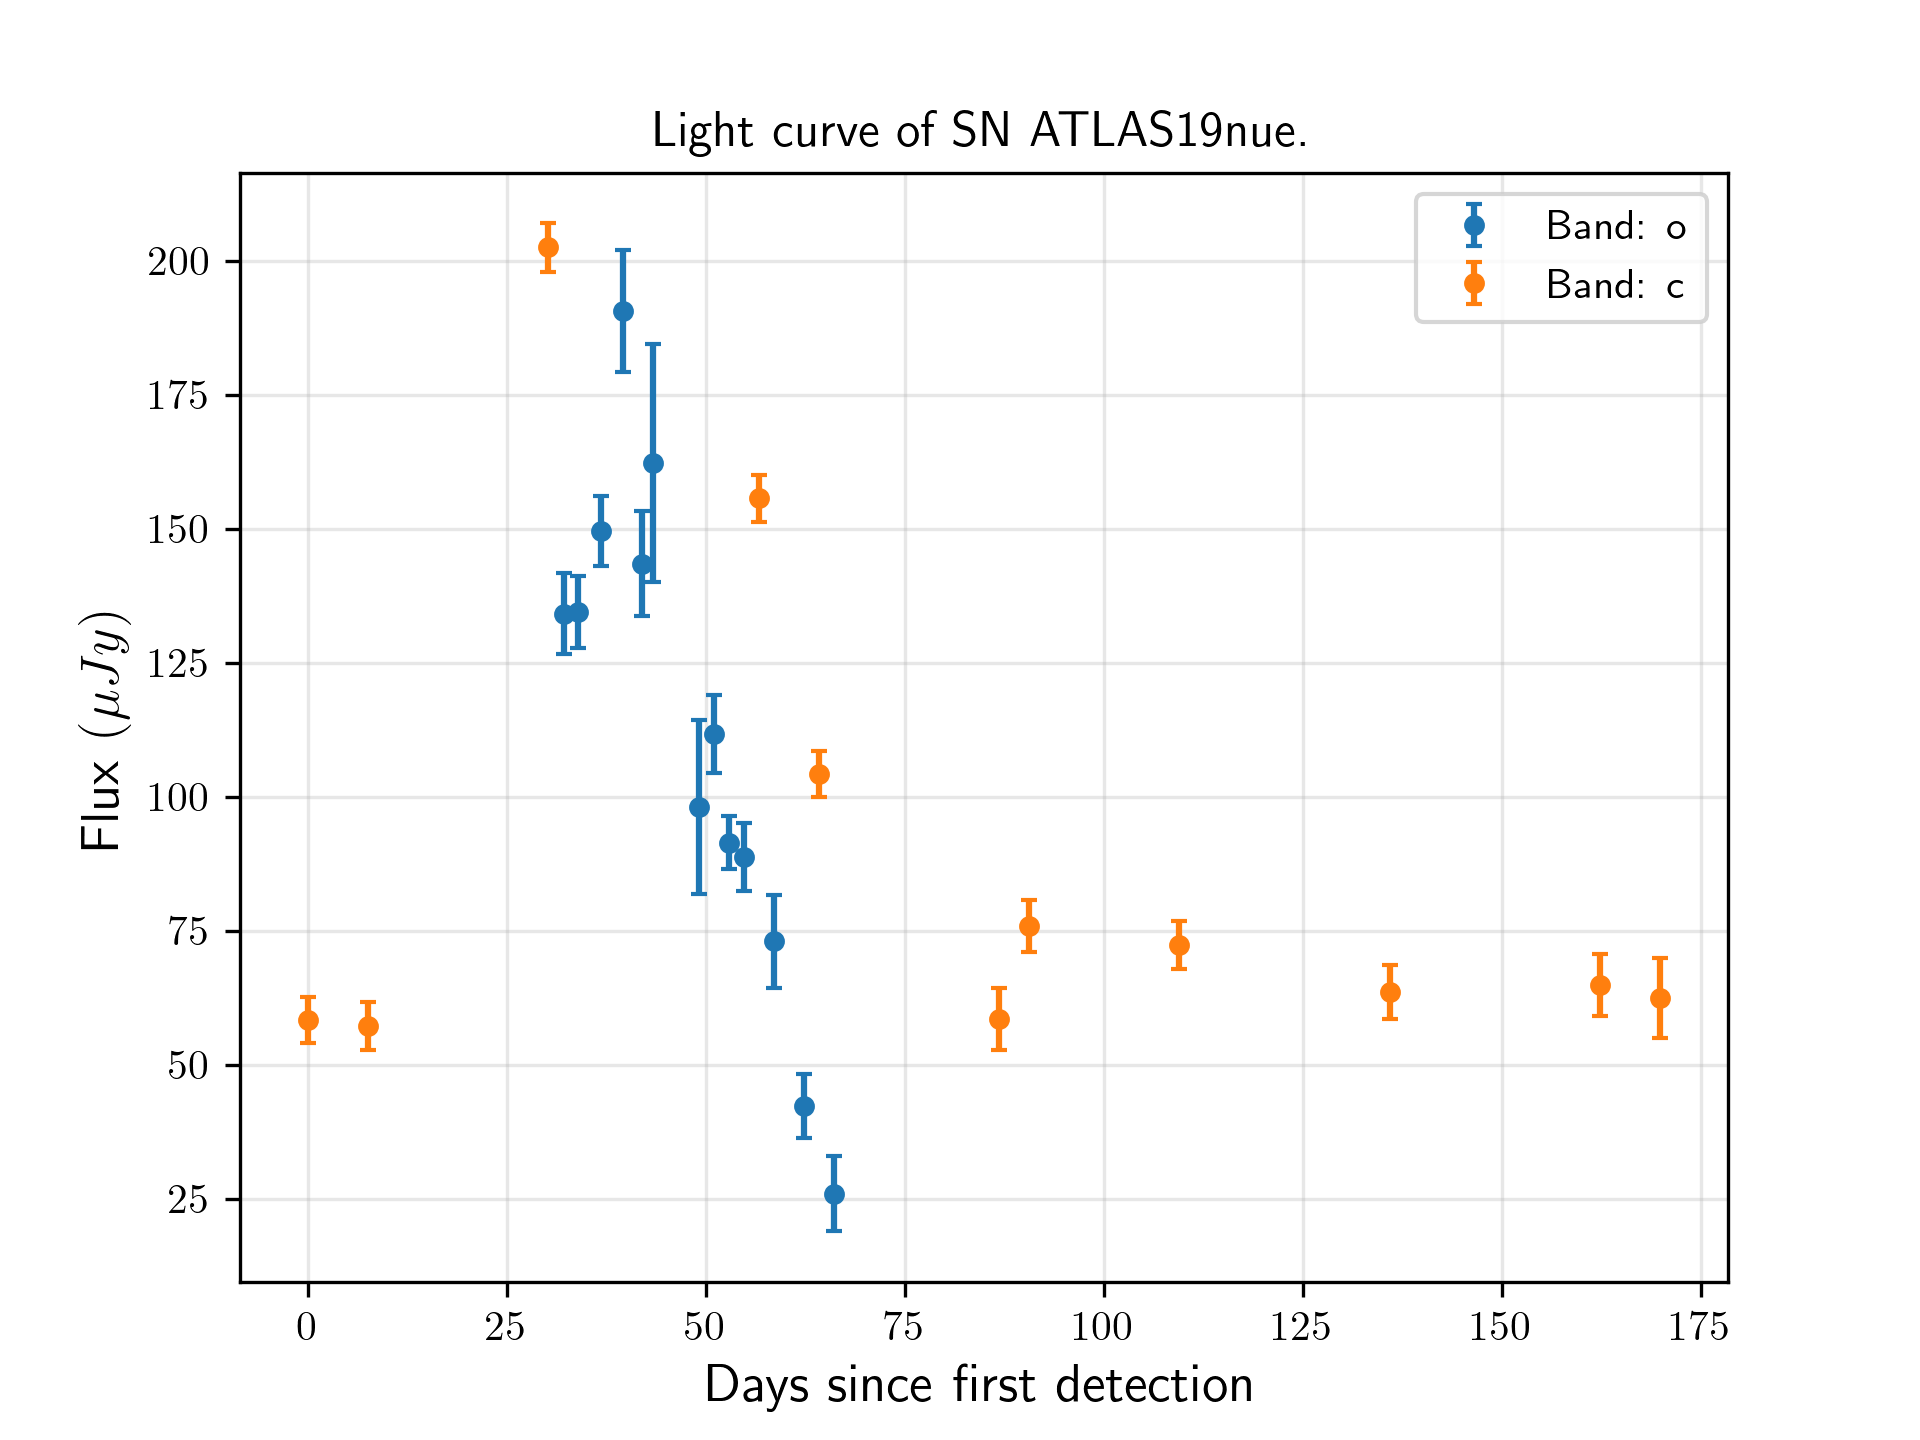 Light curve of SN ATLAS19nue.
Band: o
Band: c
200
175
150
125
100
75
50
25
Flux (μJy)
0 25 50 75 100 125 150 175
Days since first detection